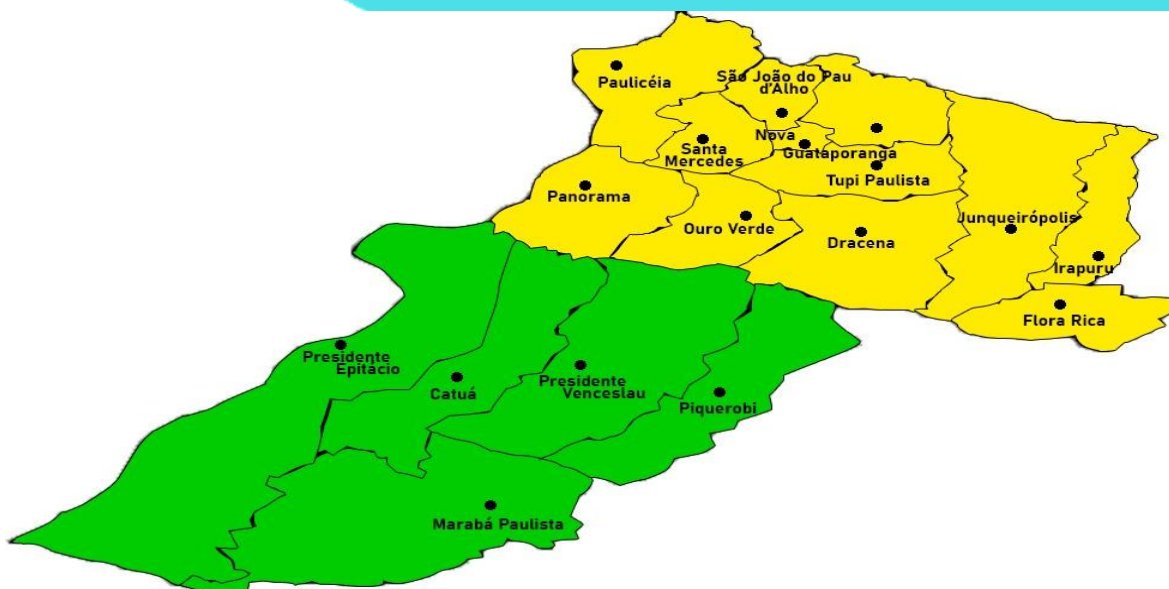 Paulicéia
São João do Pau
d'Alho
Nova
Guataporanga
Santa
Mercedes
Tupi Paulista
Panorama
Ouro Verde
Dracena
Junqueirópolis
Irapuru
Flora Rica
Presidente
Epitácio
Catuá
Presidente
Venceslau
Piquerobi
Marabá Paulista